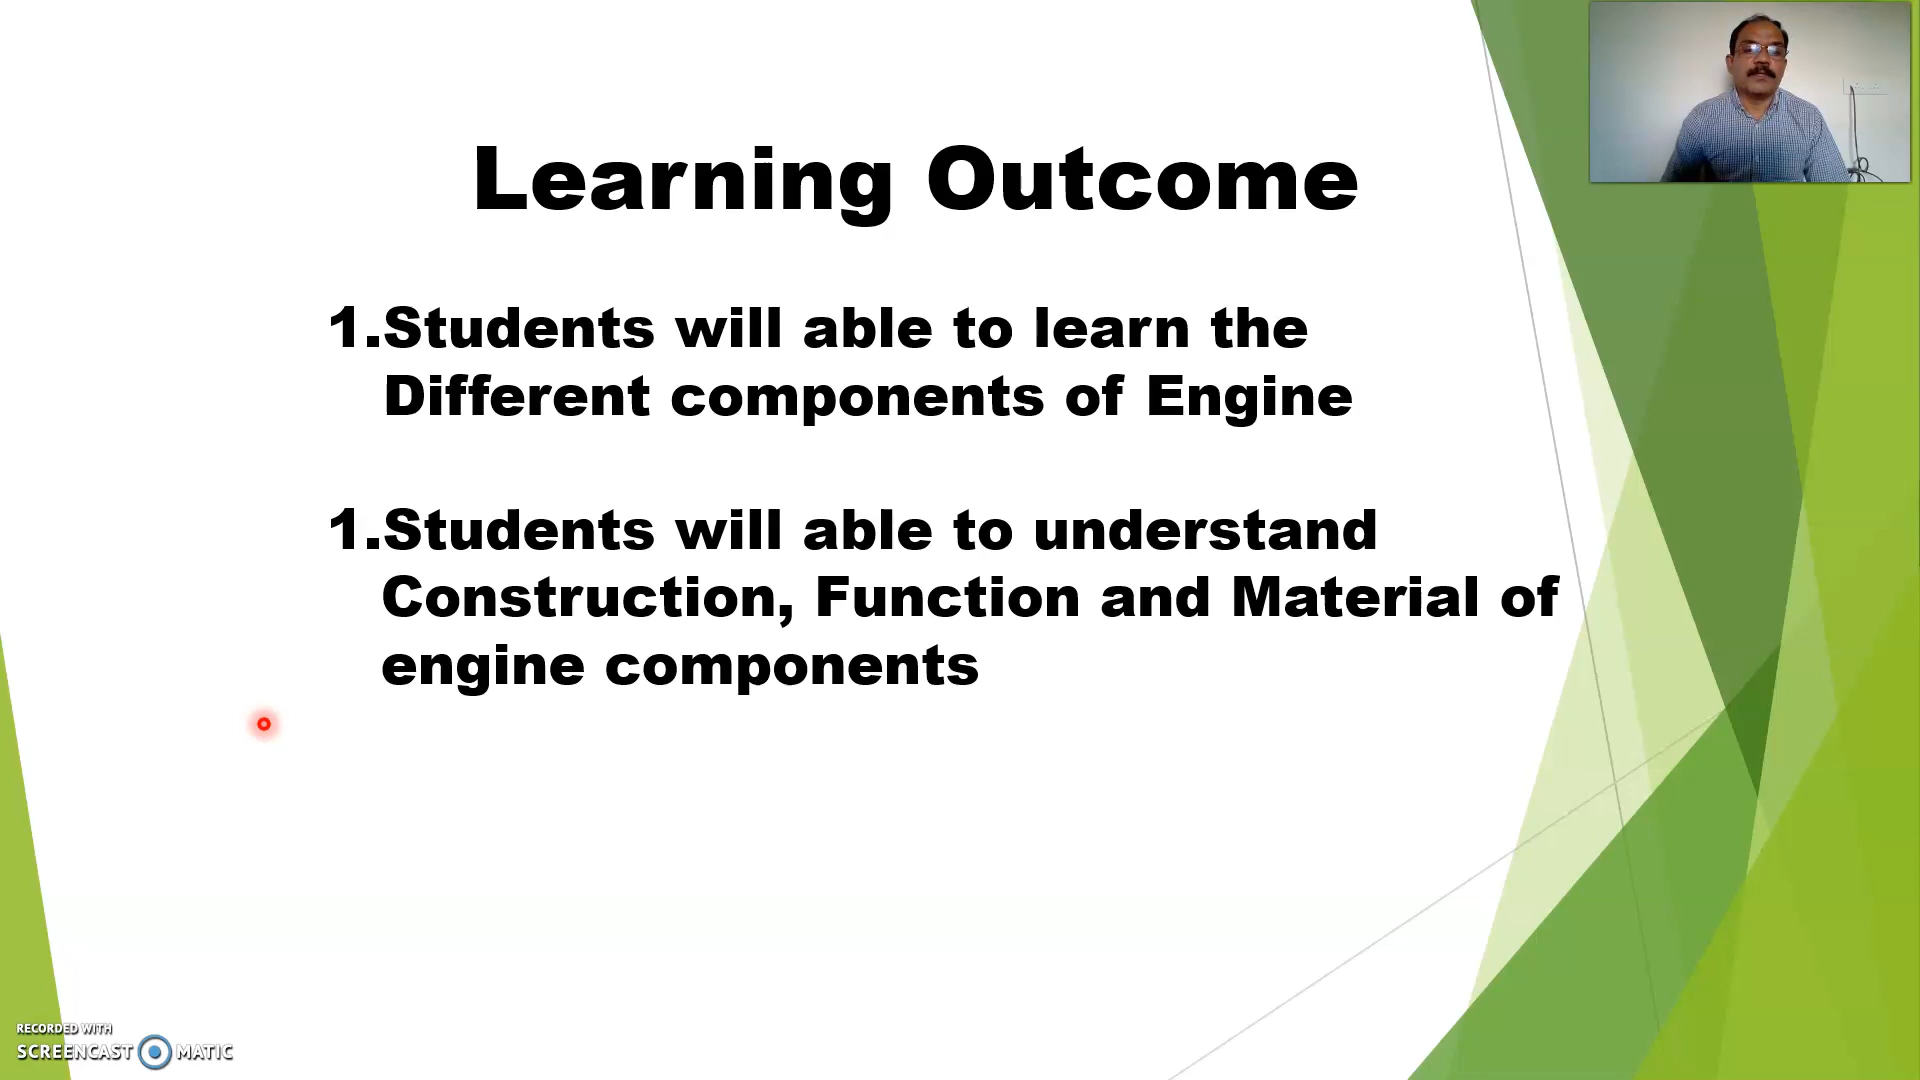 Learning Outcome
1.Students will able to learn the
Different components of Engine
1.Students will able to understand
Construction, Function and Material of
engine components
RECORDED WITH
SCREENCAST MATIC